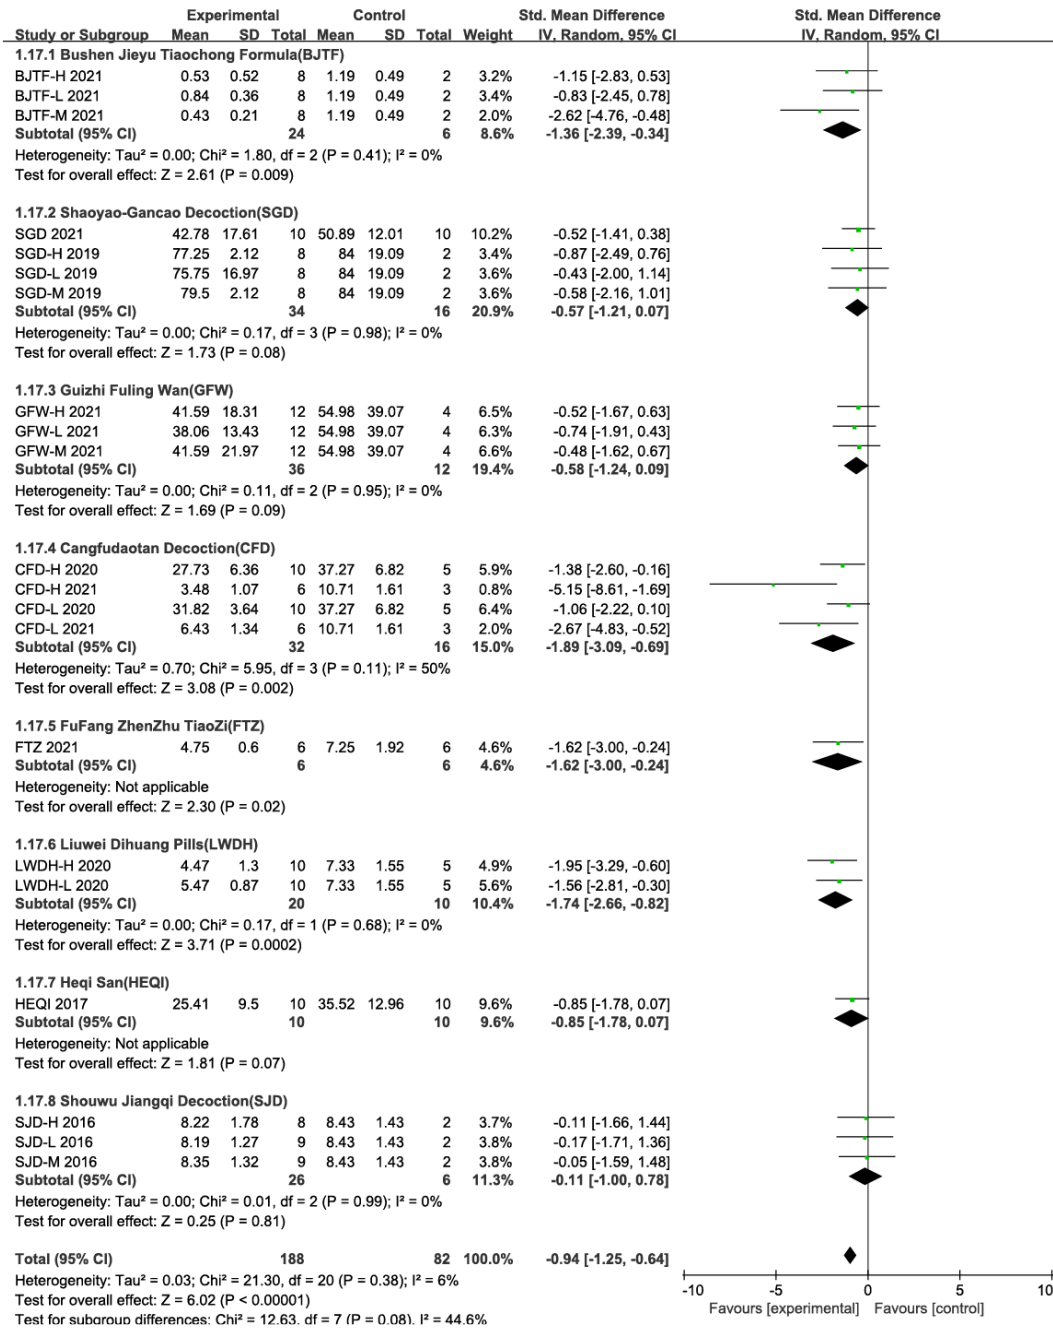 Experimental Control Std. Mean Difference Std. Mean Difference
Study or Subgroup Mean SD Total Mean SD Total Weight IV, Random, 95% CI IV, Random, 95% CI
1.17.1 Bushen Jieyu Tiaochong Formula(BJTF)
BJTF-H 2021 0.53 0.52 8 1.19 0.49 2 3.2% -1.15 [-2.83, 0.53]
BJTF-L 2021 0.84 0.36 8 1.19 0.49 2 3.4% -0.83 [-2.45, 0.78]
BJTF-M 2021 0.43 0.21 8 1.19 0.49 2 2.0% -2.62 [-4.76, -0.48]
Subtotal (95% CI) 24 6 8.6% -1.36 [-2.39, -0.34]
Heterogeneity: Tau² = 0.00; Chi² = 1.80, df = 2 (P = 0.41); I² = 0%
Test for overall effect: Z = 2.61 (P = 0.009)
1.17.2 Shaoyao-Gancao Decoction(SGD)
SGD 2021 42.78 17.61 10 50.89 12.01 10 10.2% -0.52 [-1.41, 0.38]
SGD-H 2019 77.25 2.12 8 84 19.09 2 3.4% -0.87 [-2.49, 0.76]
SGD-L 2019 75.75 16.97 8 84 19.09 2 3.6% -0.43 [-2.00, 1.14]
SGD-M 2019 79.5 2.12 8 84 19.09 2 3.6% -0.58 [-2.16, 1.01]
Subtotal (95% CI) 34 16 20.9% -0.57 [-1.21, 0.07]
Heterogeneity: Tau² = 0.00; Chi² = 0.17, df = 3 (P = 0.98); I² = 0%
Test for overall effect: Z = 1.73 (P = 0.08)
1.17.3 Guizhi Fuling Wan(GFW)
GFW-H 2021 41.59 18.31 12 54.98 39.07 4 6.5% -0.52 [-1.67, 0.63]
GFW-L 2021 38.06 13.43 12 54.98 39.07 4 6.3% -0.74 [-1.91, 0.43]
GFW-M 2021 41.59 21.97 12 54.98 39.07 4 6.6% -0.48 [-1.62, 0.67]
Subtotal (95% CI) 36 12 19.4% -0.58 [-1.24, 0.09]
Heterogeneity: Tau² = 0.00; Chi² = 0.11, df = 2 (P = 0.95); I² = 0%
Test for overall effect: Z = 1.69 (P = 0.09)
1.17.4 Cangfudaotan Decoction(CFD)
CFD-H 2020 27.73 6.36 10 37.27 6.82 5 5.9% -1.38 [-2.60, -0.16]
CFD-H 2021 3.48 1.07 6 10.71 1.61 3 0.8% -5.15 [-8.61, -1.69]
CFD-L 2020 31.82 3.64 10 37.27 6.82 5 6.4% -1.06 [-2.22, 0.10]
CFD-L 2021 6.43 1.34 6 10.71 1.61 3 2.0% -2.67 [-4.83, -0.52]
Subtotal (95% CI) 32 16 15.0% -1.89 [-3.09, -0.69]
Heterogeneity: Tau² = 0.70; Chi² = 5.95, df = 3 (P = 0.11); I² = 50%
Test for overall effect: Z = 3.08 (P = 0.002)
1.17.5 FuFang ZhenZhu TiaoZi(FTZ)
FTZ 2021 4.75 0.6 6 7.25 1.92 6 4.6% -1.62 [-3.00, -0.24]
Subtotal (95% CI) 6 6 4.6% -1.62 [-3.00, -0.24]
Heterogeneity: Not applicable
Test for overall effect: Z = 2.30 (P = 0.02)
1.17.6 Liuwei Dihuang Pills(LWDH)
LWDH-H 2020 4.47 1.3 10 7.33 1.55 5 4.9% -1.95 [-3.29, -0.60]
LWDH-L 2020 5.47 0.87 10 7.33 1.55 5 5.6% -1.56 [-2.81, -0.30]
Subtotal (95% CI) 20 10 10.4% -1.74 [-2.66, -0.82]
Heterogeneity: Tau² = 0.00; Chi² = 0.17, df = 1 (P = 0.68); I² = 0%
Test for overall effect: Z = 3.71 (P = 0.0002)
1.17.7 Heqi San(HEQI)
HEQI 2017 25.41 9.5 10 35.52 12.96 10 9.6% -0.85 [-1.78, 0.07]
Subtotal (95% CI) 10 10 9.6% -0.85 [-1.78, 0.07]
Heterogeneity: Not applicable
Test for overall effect: Z = 1.81 (P = 0.07)
1.17.8 Shouwu Jiangqi Decoction(SJD)
SJD-H 2016 8.22 1.78 8 8.43 1.43 2 3.7% -0.11 [-1.66, 1.44]
SJD-L 2016 8.19 1.27 9 8.43 1.43 2 3.8% -0.17 [-1.71, 1.36]
SJD-M 2016 8.35 1.32 9 8.43 1.43 2 3.8% -0.05 [-1.59, 1.48]
Subtotal (95% CI) 26 6 11.3% -0.11 [-1.00, 0.78]
Heterogeneity: Tau² = 0.00; Chi² = 0.01, df = 2 (P = 0.99); I² = 0%
Test for overall effect: Z = 0.25 (P = 0.81)
Total (95% CI) 188 82 100.0% -0.94 [-1.25, -0.64]
Heterogeneity: Tau² = 0.03; Chi² = 21.30, df = 20 (P = 0.38); I² = 6%
-10 -5 0 5 10
Test for overall effect: Z = 6.02 (P < 0.00001)
Favours [experimental] Favours [control]
Test for subgroup differences: Chi² = 12.63, df = 7 (P = 0.08), I² = 44.6%